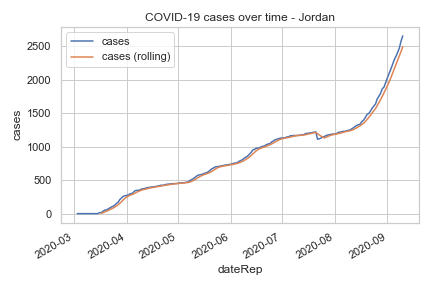 COVID-19 cases over time - Jordan
cases
cases (rolling)
2500
2000
1500
1000
500
0
cases
2020-03
2020-04
2020-05
2020-06
2020-07
2020-08
2020-09
dateRep